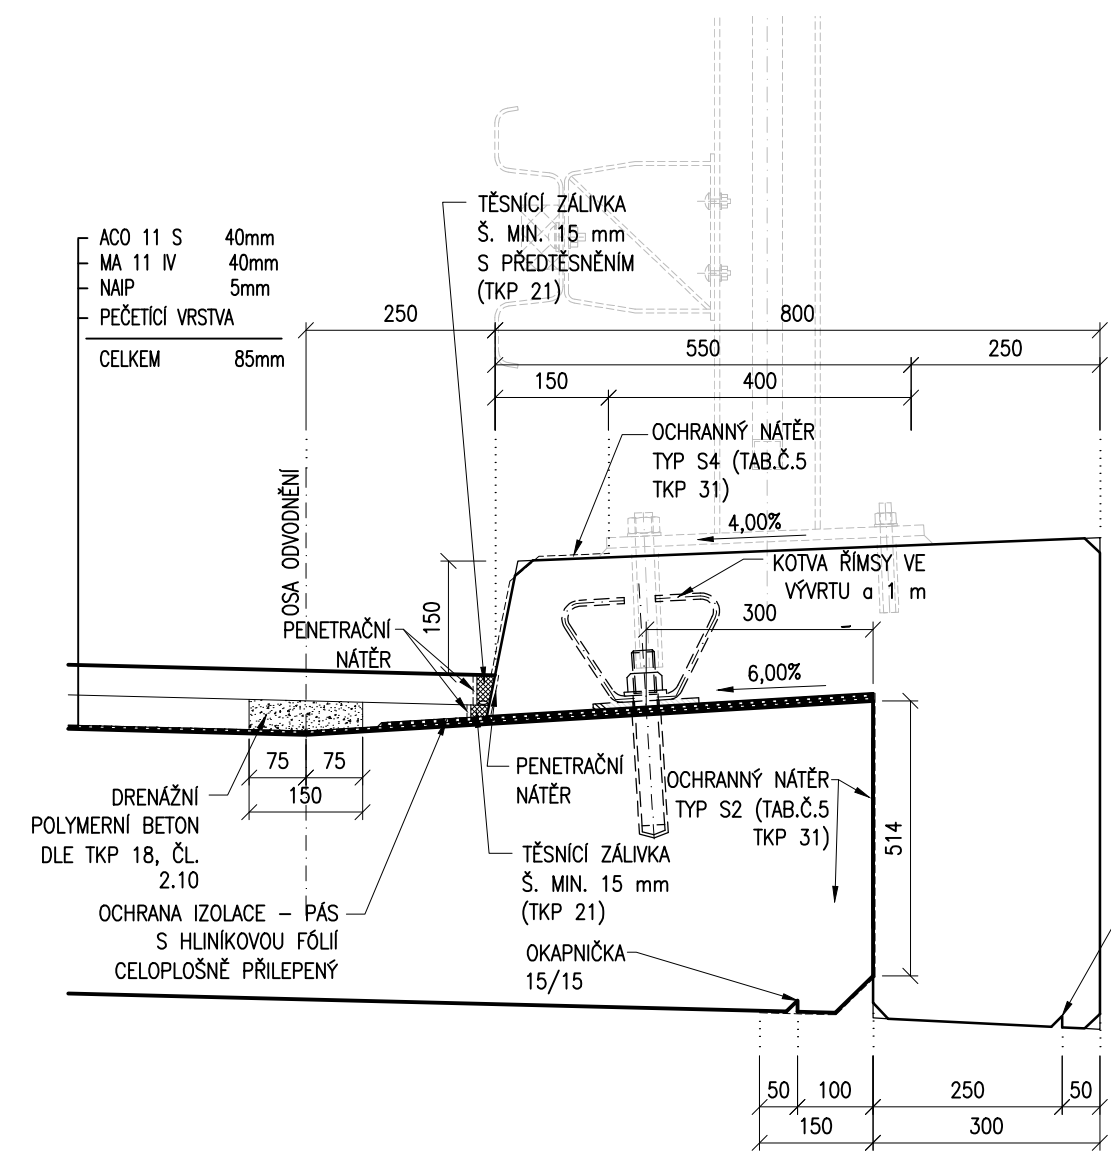 TĚSNÍCÍ ZÁLIVKA
Š. MIN. 15 mm
S PŘEDTĚSNĚNÍM
(TKP 21)
ACO 11 S 40mm
MA 11 IV 40mm
NAIP 5mm
PEČETÍCÍ VRSTVA
CELKEM 85mm
250 800
550 250
150 400
OCHRANNÝ NÁTĚR
TYP S4 (TAB.Č.5
TKP 31)
OSA ODVODNĚNÍ
4,00%
KOTVA ŘÍMSY VE
VÝVRTU a 1 m
150
300
PENETRAČNÍ
NÁTĚR
6,00%
75 75
150
PENETRAČNÍ
NÁTĚR
OCHRANNÝ NÁTĚR
TYP S2 (TAB.Č.5
TKP 31)
514
DRENÁŽNÍ
POLYMERNÍ BETON
DLE TKP 18, ČL.
2.10
TĚSNÍCÍ ZÁLIVKA
Š. MIN. 15 mm
(TKP 21)
OCHRANA IZOLACE – PÁS
S HLINÍKOVOU FÓLIÍ
CELOPLOŠNĚ PŘILEPENÝ
OKAPNIČKA
15/15
50 100 250 50
150 300